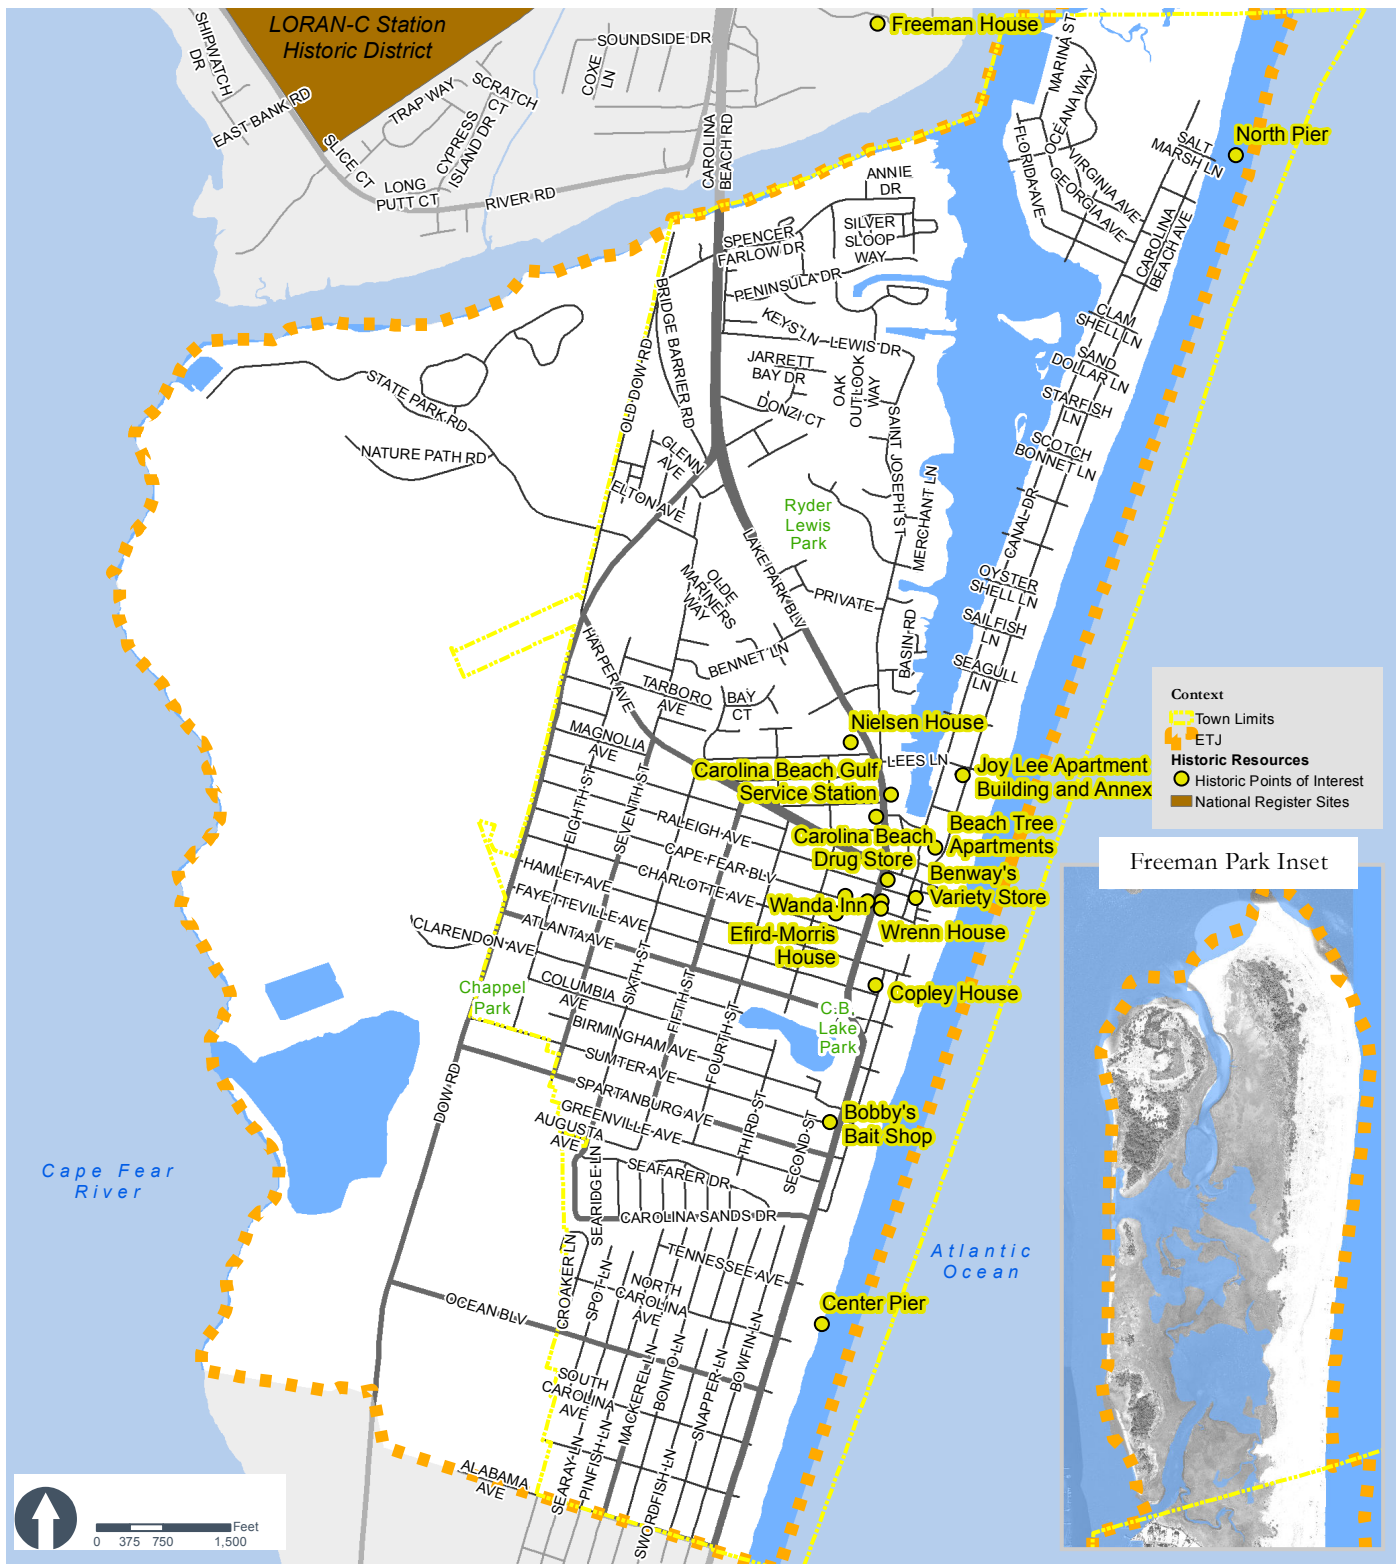 LORAN-C Station
Historic District
Freeman House
SHIPWATCH
DR
EAST BANK RD
TRAP WAY
SCRATCH
CT
CYPRESS
ISLAND DR
SLICE CT
LONG
PUTT CT
RIVER RD
COXE
LN
SOUNDSIDE DR
CAROLINA
BEACH RD
MARINA ST
OCEANA WAY
FLORIDA AVE
VIRGINIA AVE
GEORGIA AVE
SALT
MARSH LN
North Pier
CAROLINA
BEACH AVE
ANNIE
DR
SILVER
SLOOP
WAY
SPENCER
FARLOW DR
PENINSULA DR
KEYS LN
LEWIS DR
JARRETT
BAY DR
OAK
OUTLOOK
WAY
DONZI CT
CLAM
SHELL LN
SAND
DOLLAR LN
STARFISH
LN
SCOTCH
BONNET LN
BRIDGE BARRIER RD
OLD DOW RD
STATE PARK RD
NATURE PATH RD
GLENN
AVE
ELTON AVE
SAINT JOSEPH ST
MERCHANT LN
Ryder
Lewis
Park
CANAL DR
LAKE PARK BLV
OLDE
MARINERS
WAY
PRIVATE
OYSTER
SHELL LN
SAILFISH
LN
BASIN RD
SEAGULL
LN
HARPER AVE
BENNET LN
TARBORO
AVE
BAY
CT
MAGNOLIA
AVE
Nielsen House
LEES LN
Carolina Beach Gulf
Service Station
Joy Lee Apartment
Building and Annex
EIGHTH ST
SEVENTH ST
RALEIGH AVE
CAPE FEAR BLV
CHARLOTTE AVE
Carolina Beach
Drug Store
Beach Tree
Apartments
Benway's
Variety Store
Wanda Inn
Wrenn House
Efird-Morris
House
HAMLET AVE
FAYETTEVILLE AVE
ATLANTA AVE
CLARENDON AVE
COLUMBIA
AVE
SIXTH ST
FIFTH ST
FOURTH ST
Chappel
Park
Copley House
C.B.
Lake
Park
BIRMINGHAM AVE
SUMTER AVE
SPARTANBURG AVE
GREENVILLE AVE
AUGUSTA
AVE
THIRD ST
SECOND ST
DOW RD
Bobby's
Bait Shop
Cape Fear
River
SEARIDGE LN
SEAFARER DR
CAROLINA SANDS DR
TENNESSEE AVE
CROAKER LN
SPOT LN
NORTH
CAROLINA
AVE
OCEAN BLV
Atlantic
Ocean
Center Pier
SOUTH
CAROLINA
AVE
MACKEREL LN
BONITO LN
SNAPPER LN
BOWFIN LN
ALABAMA
AVE
SEARAY LN
PINFISH LN
SWORDFISH LN
Context
Town Limits
ETJ
Historic Resources
Historic Points of Interest
National Register Sites
Freeman Park Inset
Feet
0 375 750 1,500